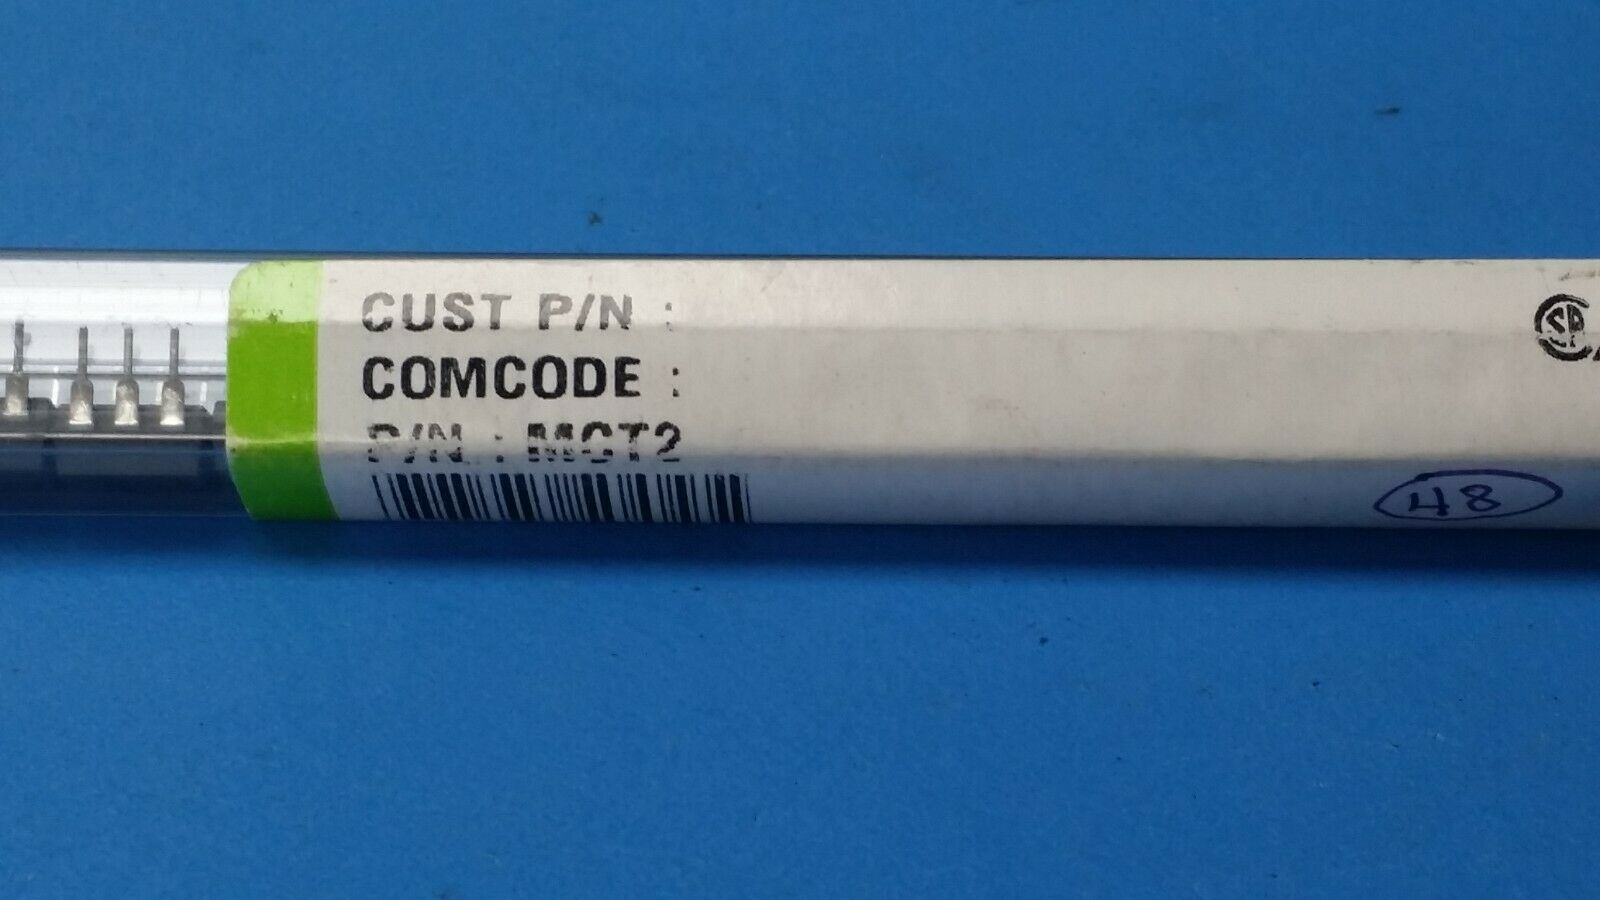 CUST P/N :
COMCODE :
P/N. : MCT2
48